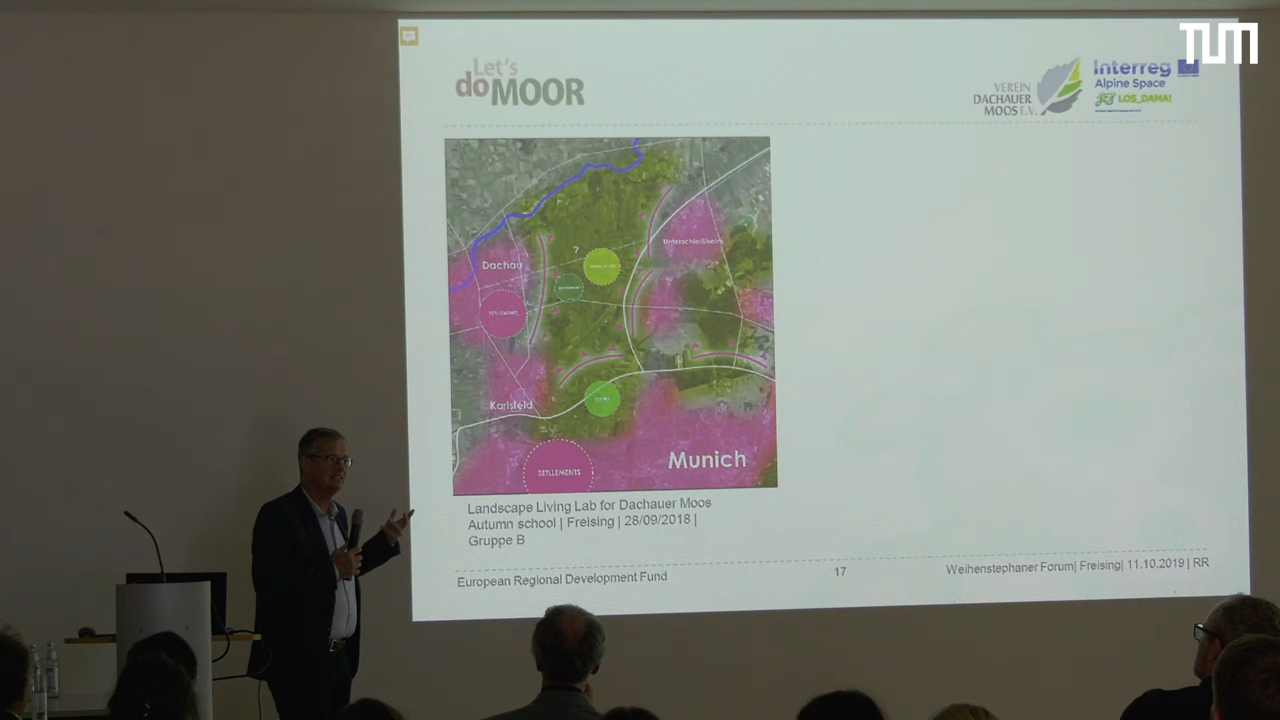 TUM
Let's
do MOOR
VEREIN
DACHAUER
MOOS E.V.
Interreg
Alpine Space
LOS_DAMA!
Unterschleißheim
?
Dachau
SETLLEMENTS
Karlsfeld
Munich
SETLLEMENTS
Landscape Living Lab for Dachauer Moos
Autumn school | Freising | 28/09/2018 |
Gruppe B
European Regional Development Fund
17
Weihenstephaner Forum| Freising| 11.10.2019 | RR